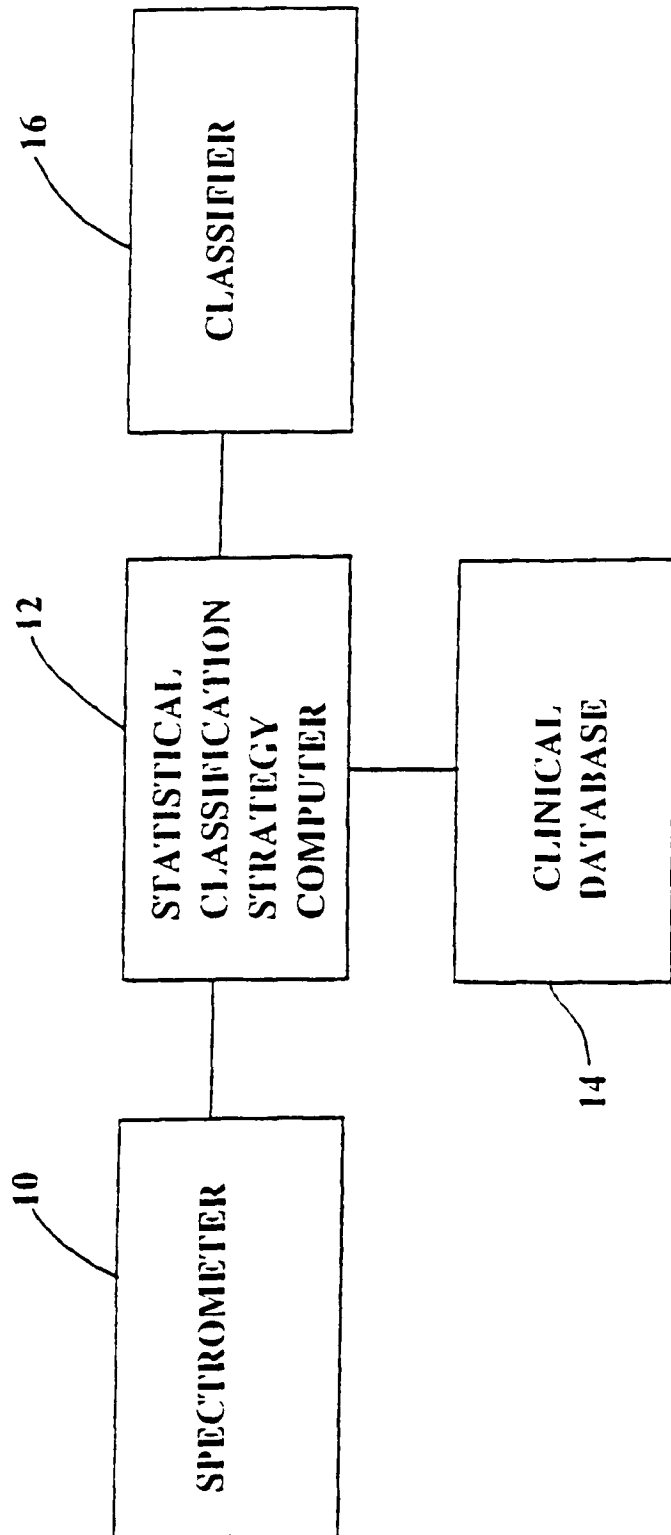 10
SPECTROMETER
12
STATISTICAL
CLASSIFICATION
STRATEGY
COMPUTER
16
CLASSIFIER
14
CLINICAL
DATABASE